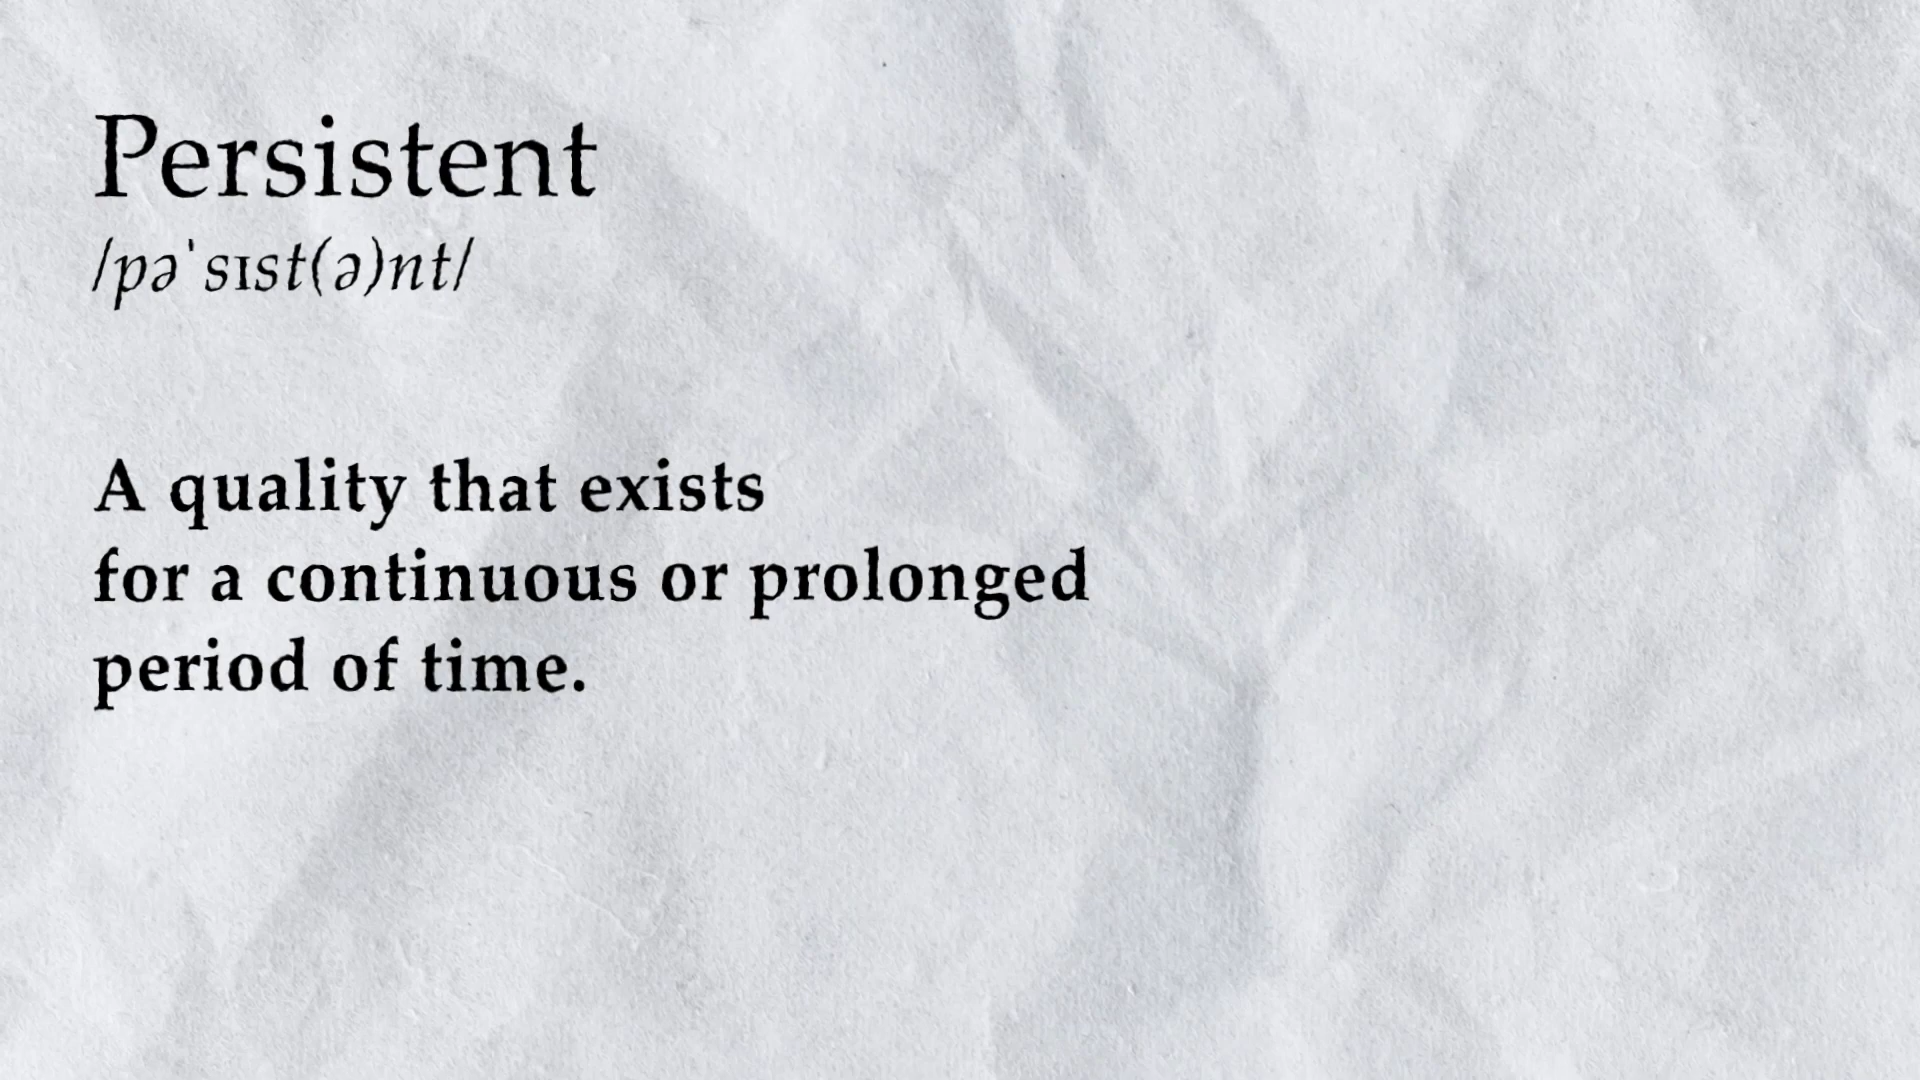 Persistent
/pəˈsɪst(ə)nt/
A quality that exists
for a continuous or prolonged
period of time.